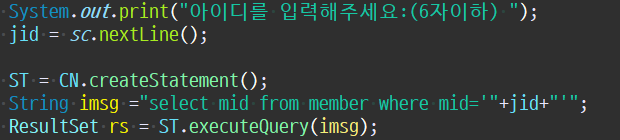 System.out.print("아이디를 입력해주세요:(6자이하) ");
jid = sc.nextLine();
ST = CN.createStatement();
String imsg ="select mid from member where mid='"+jid+"'";
ResultSet rs = ST.executeQuery(imsg);